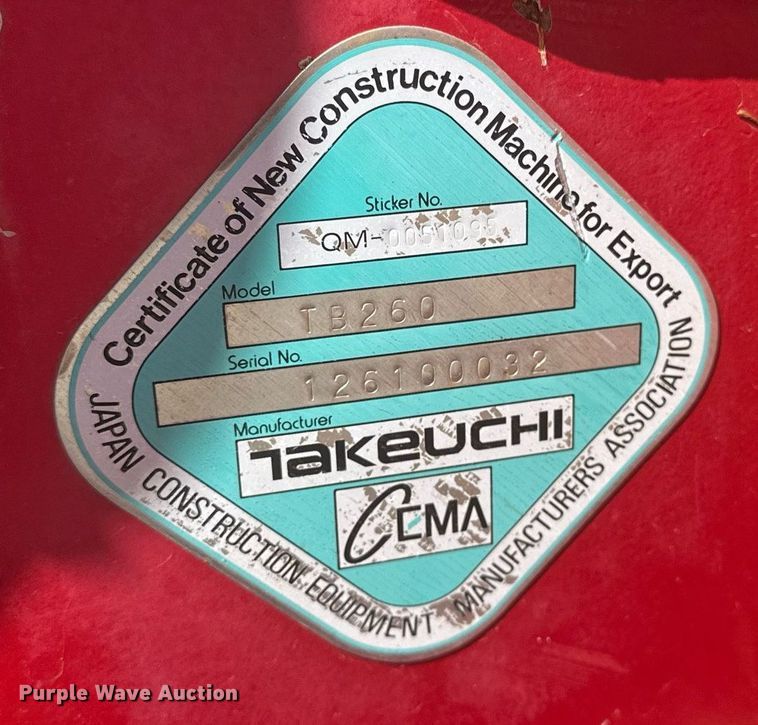 Certificate of New Construction Machine for Export
Sticker No.
QM-0051095
Model
TB260
Serial No.
126100032
Manufacturer
TAKEUCHI
CEMA
JAPAN CONSTRUCTION EQUIPMENT MANUFACTURERS ASSOCIATION
Purple Wave Auction